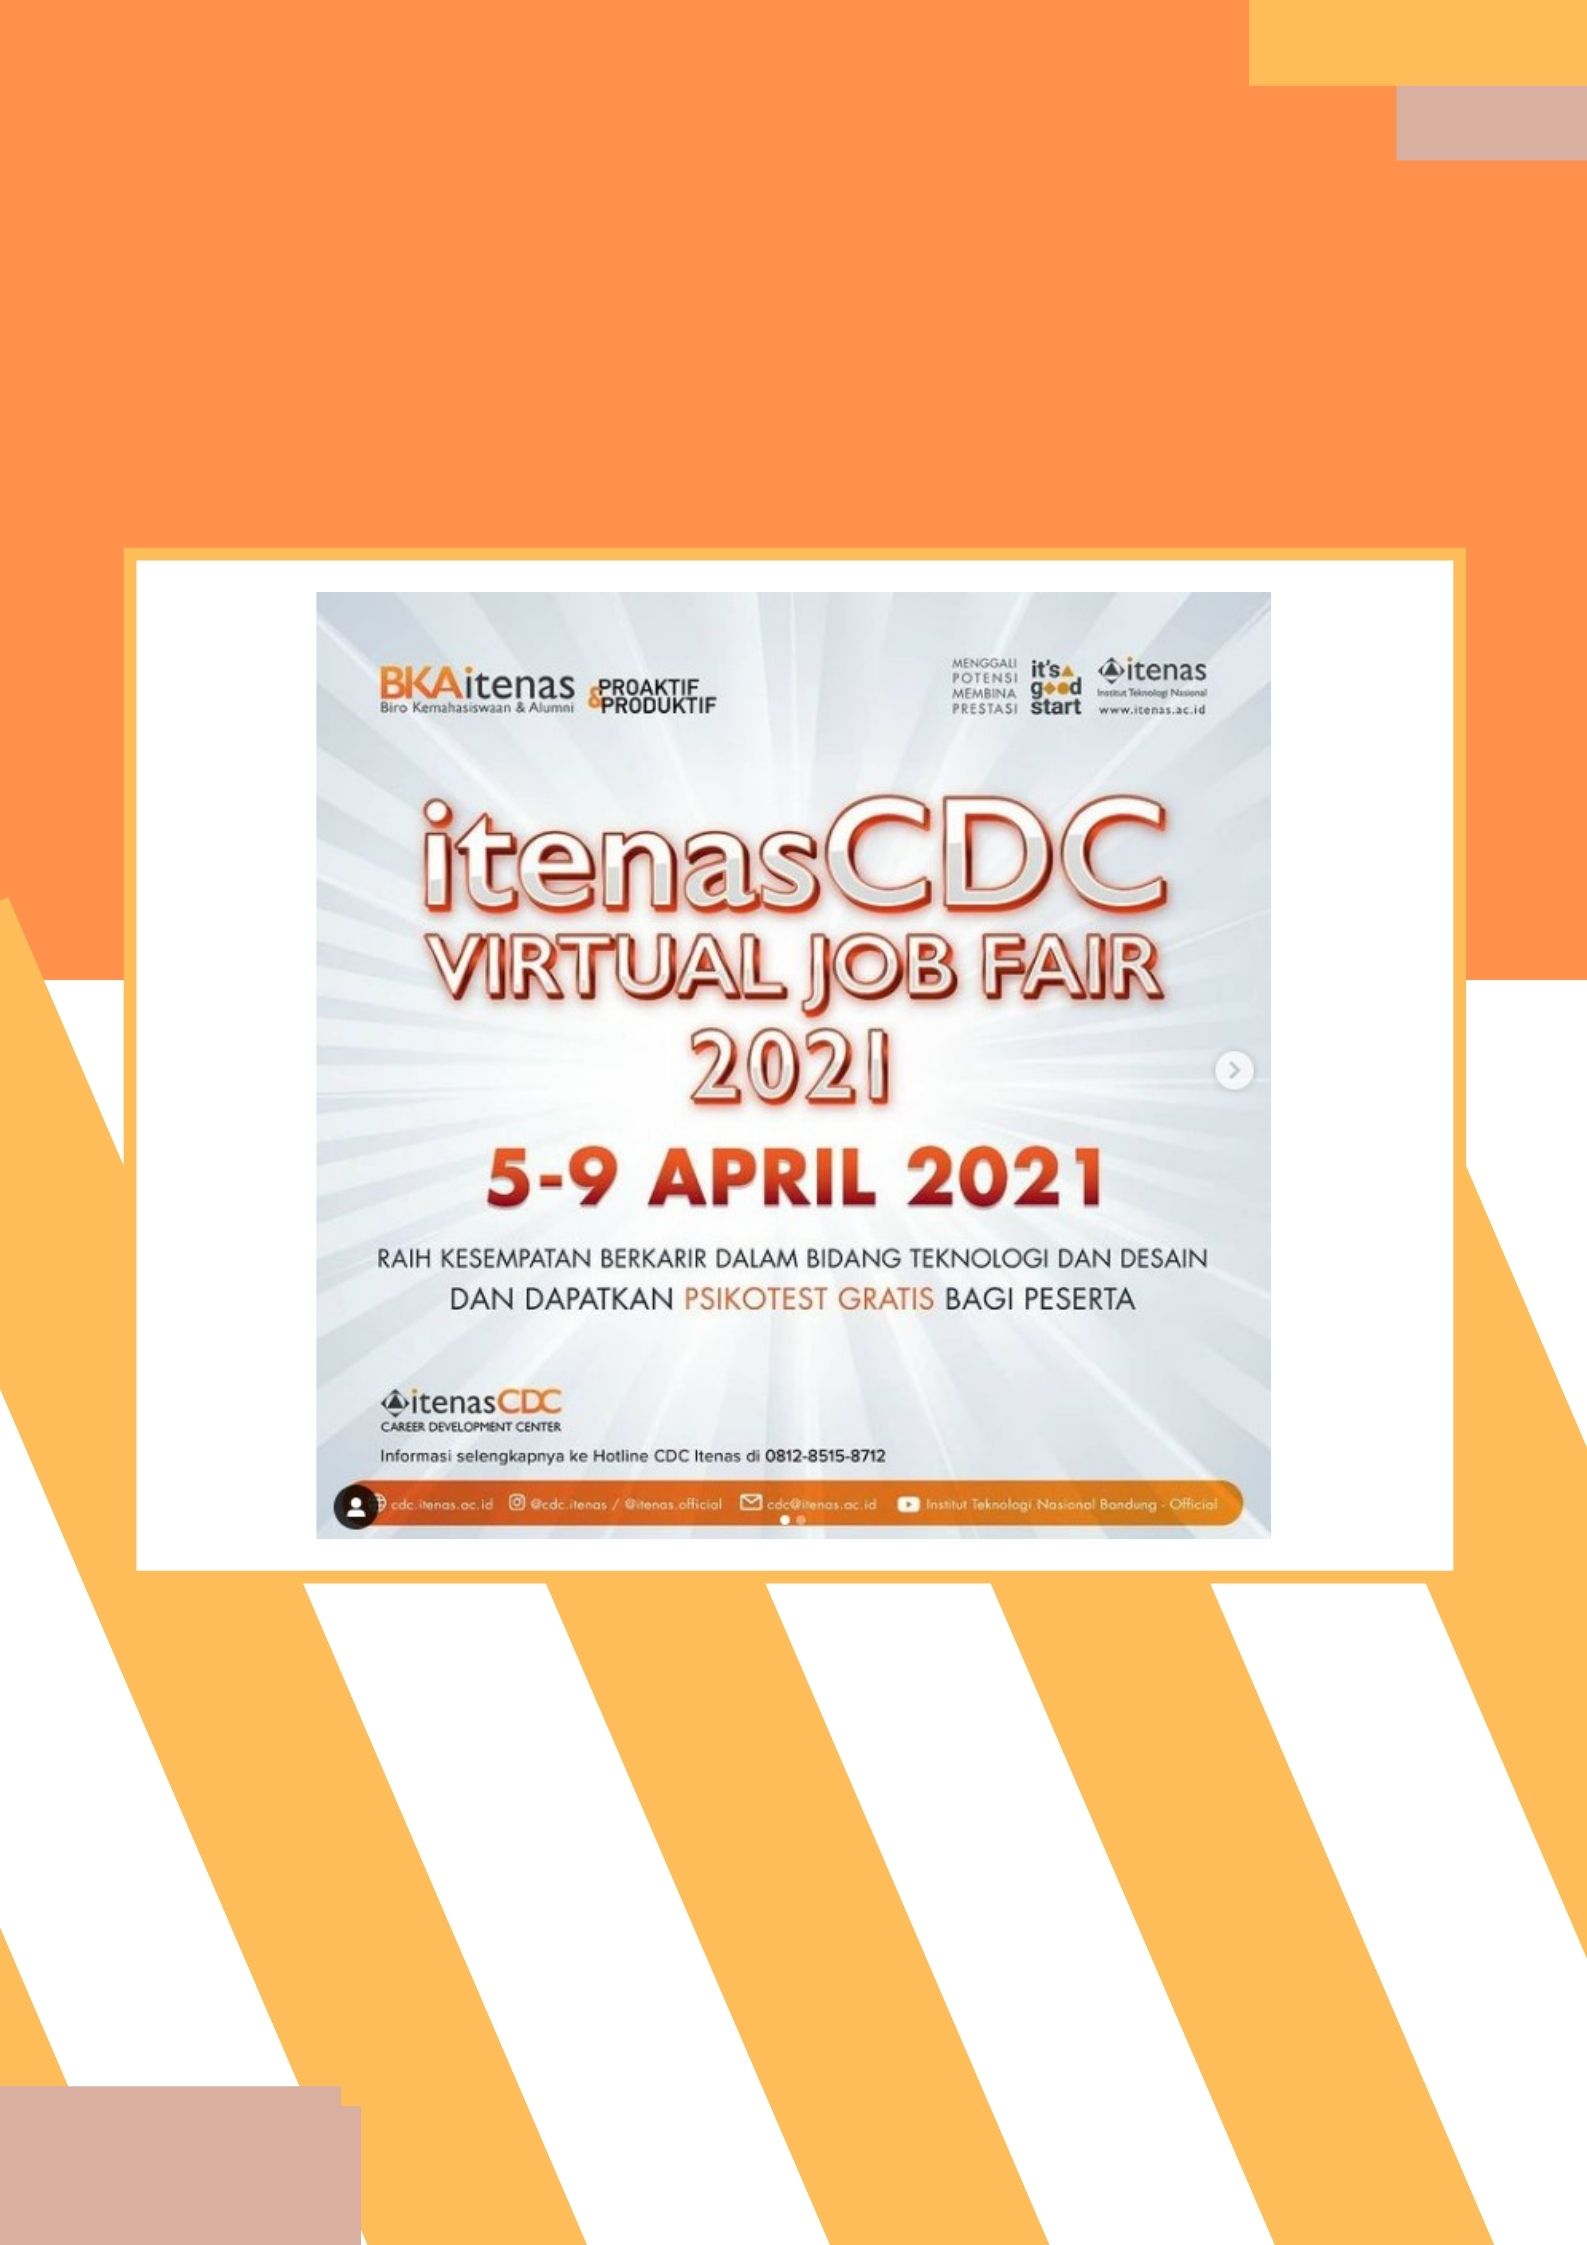 BKAitenas
Biro Kemahasiswaan & Alumni
PROAKTIF
&PRODUKTIF
MENGGALI
POTENSI
MEMBINA
PRESTASI
it's
good
start
itenas
Institut Teknologi Nasional
www.itenas.ac.id
itenasCDC
VIRTUAL JOB FAIR
2021
5-9 APRIL 2021
RAIH KESEMPATAN BERKARIR DALAM BIDANG TEKNOLOGI DAN DESAIN
DAN DAPATKAN PSIKOTEST GRATIS BAGI PESERTA
itenasCDC
CAREER DEVELOPMENT CENTER
Informasi selengkapnya ke Hotline CDC Itenas di 0812-8515-8712
cdc.itenas.ac.id @cdc.itenas / @itenas.official cdc@itenas.ac.id Institut Teknologi Nasional Bandung - Official